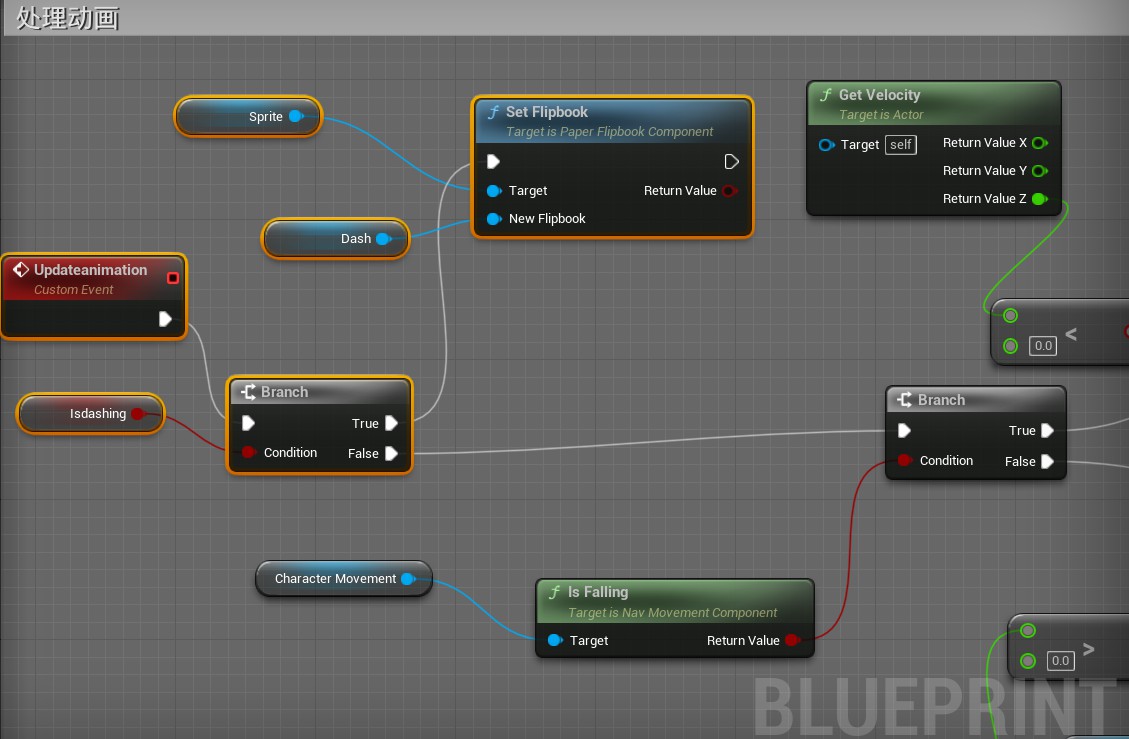 处理动画
Sprite
Set Flipbook
Target is Paper Flipbook Component
Target
Return Value
New Flipbook
Get Velocity
Target is Actor
Target self
Return Value X
Return Value Y
Return Value Z
Dash
Updateanimation
Custom Event
0.0 <
Isdashing
Branch
True
Condition
False
Branch
True
Condition
False
Character Movement
Is Falling
Target is Nav Movement Component
Target
Return Value
0.0 >
BLUEPRINT